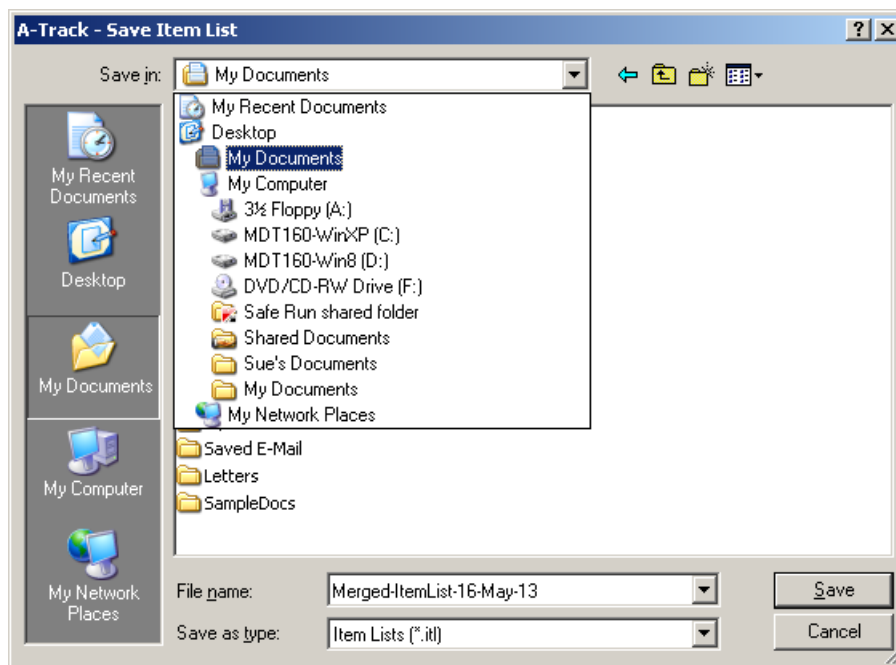 A-Track - Save Item List
Save in:
My Documents
My Recent Documents
Desktop
My Documents
My Computer
3½ Floppy (A:)
MDT160-WinXP (C:)
MDT160-Win8 (D:)
DVD/CD-RW Drive (F:)
Safe Run shared folder
Shared Documents
Sue's Documents
My Documents
My Network Places
Saved E-Mail
Letters
SampleDocs
My Recent
Documents
Desktop
My Documents
My Computer
My Network
Places
File name:
Merged-ItemList-16-May-13
Save
Save as type:
Item Lists (*.itl)
Cancel